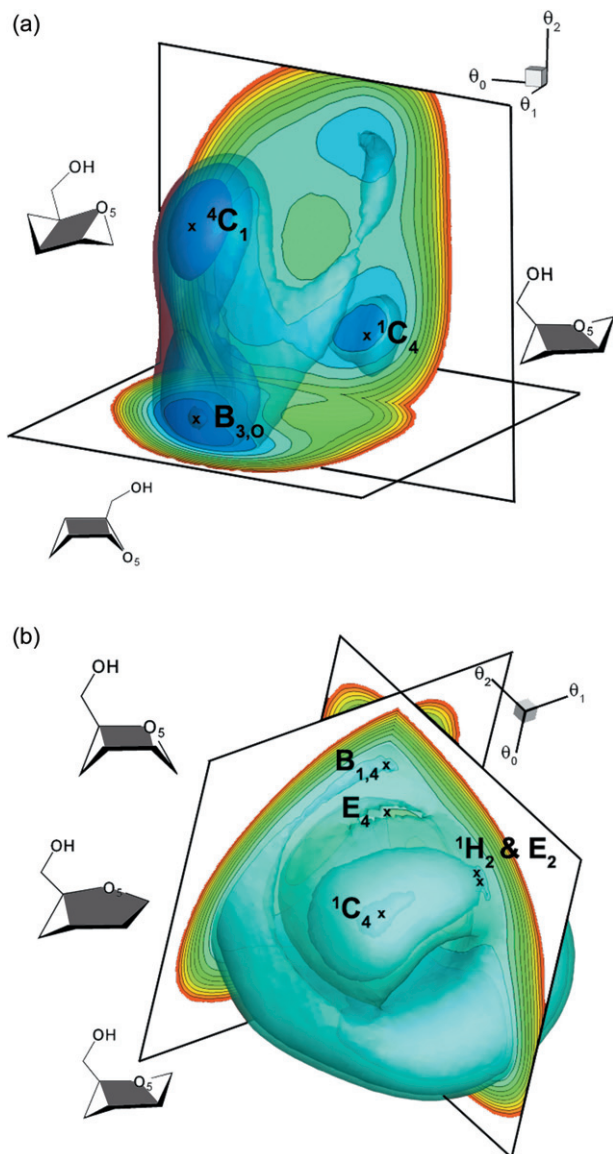 (a)
θ₂
θ₀
θ₁
OH
O₅
⁴C₁
OH
O₅
¹C₄
B₃,O
OH
O₅
(b)
OH
O₅
θ₂
θ₁
θ₀
B₁,₄
E₄
OH
O₅
¹H₂ & E₂
¹C₄
OH
O₅